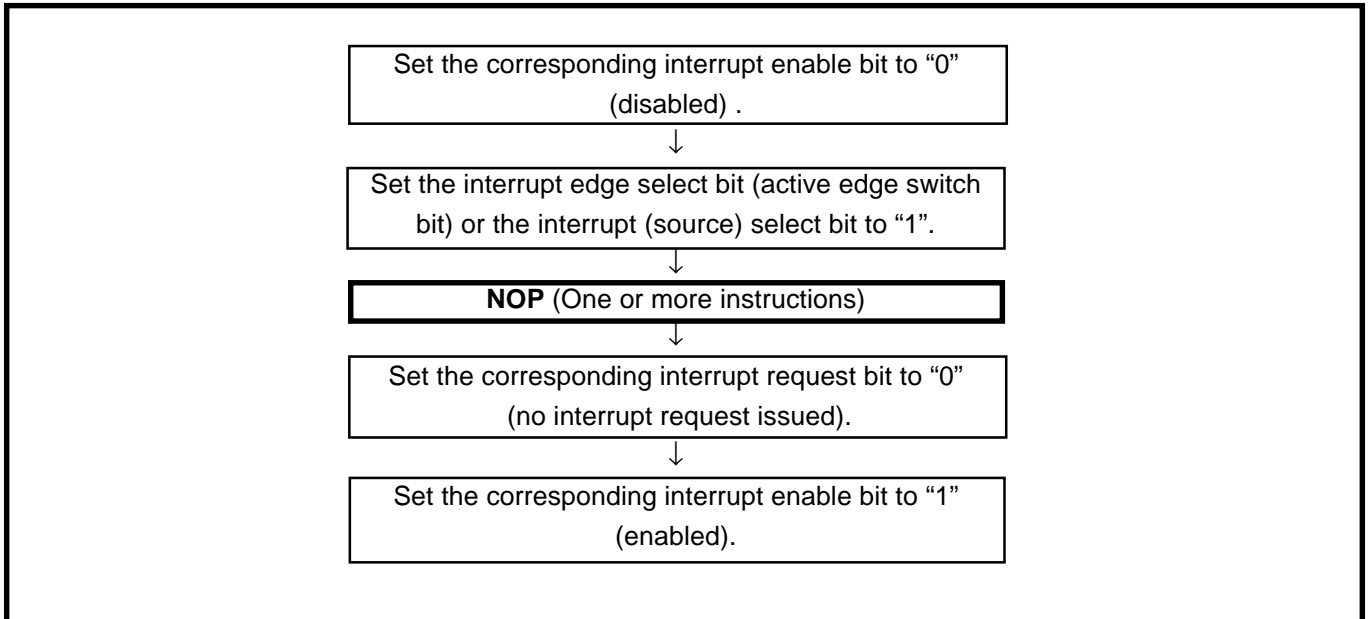 Set the corresponding interrupt enable bit to “0”
(disabled) .
↓
Set the interrupt edge select bit (active edge switch
bit) or the interrupt (source) select bit to “1”.
↓
NOP (One or more instructions)
↓
Set the corresponding interrupt request bit to “0”
(no interrupt request issued).
↓
Set the corresponding interrupt enable bit to “1”
(enabled).